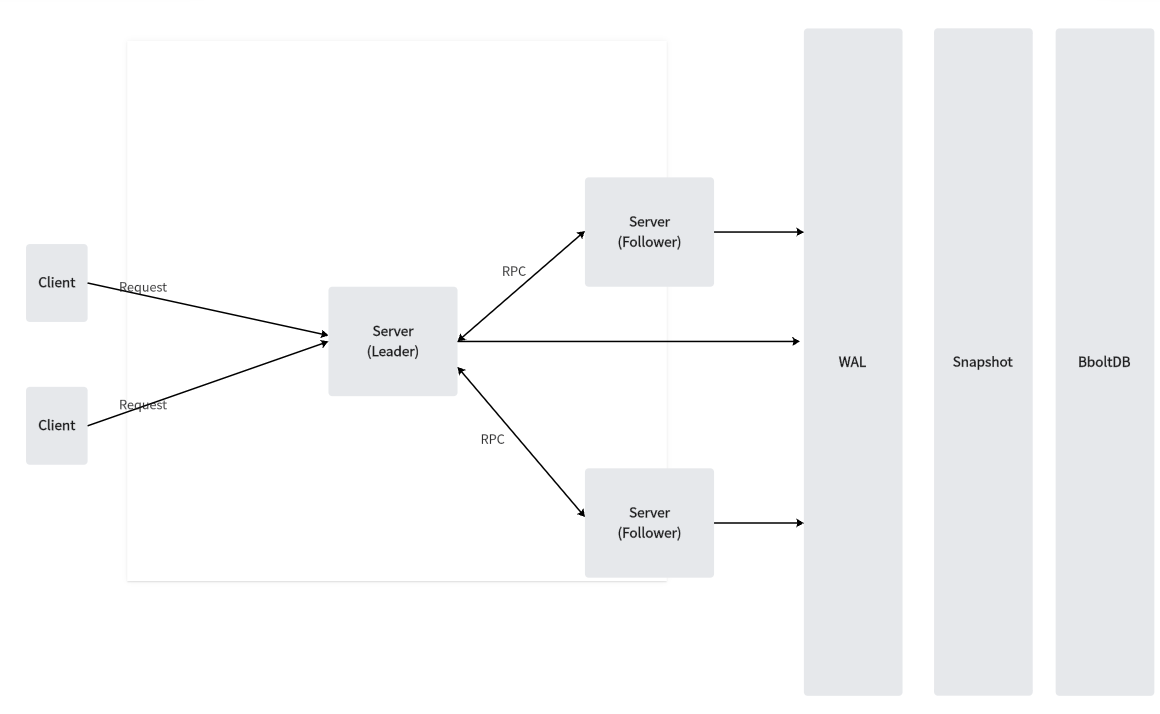 Client
Request
Client
Request
Server
(Leader)
RPC
RPC
Server
(Follower)
Server
(Follower)
WAL
Snapshot
BboltDB